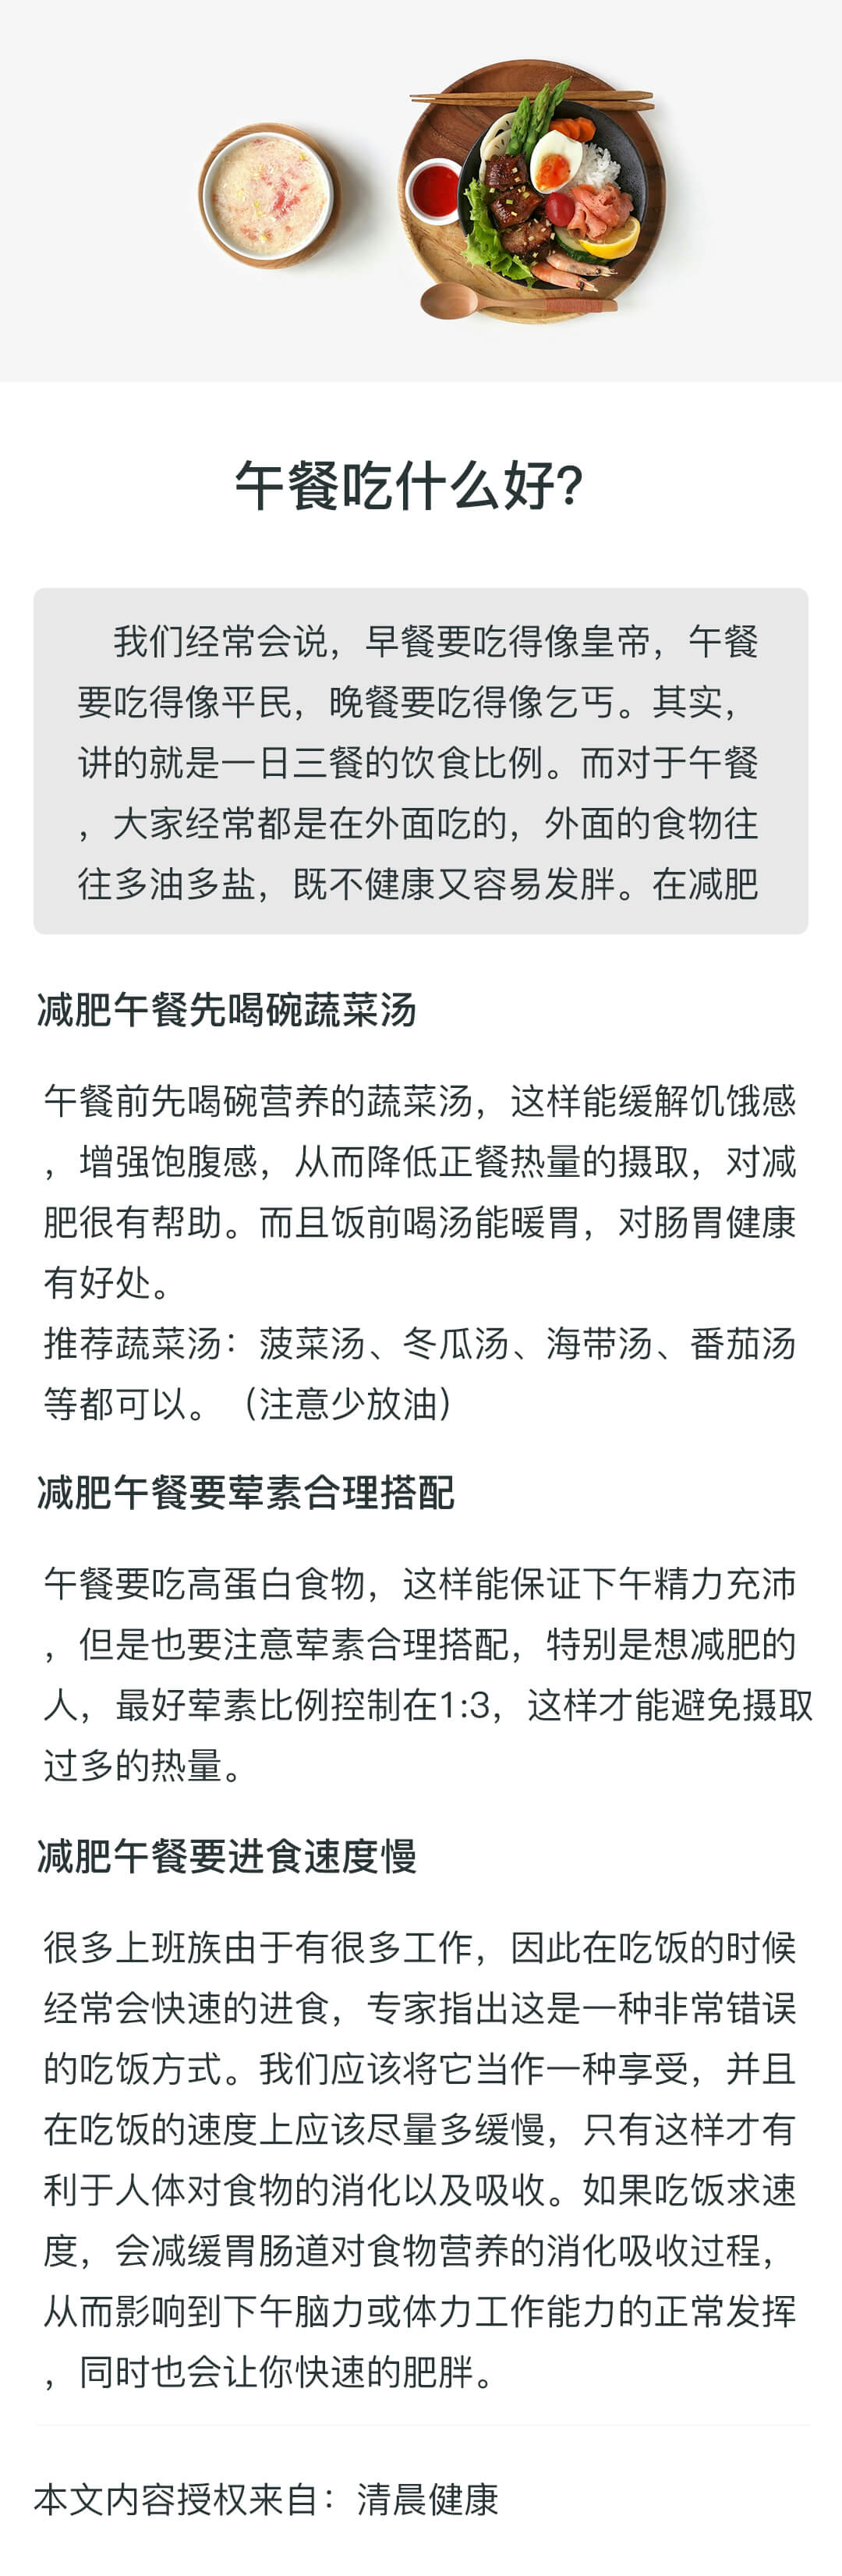 午餐吃什么好?
我们经常会说，早餐要吃得像皇帝，午餐
要吃得像平民，晚餐要吃得像乞丐。其实，
讲的就是一日三餐的饮食比例。而对于午餐
，大家经常都是在外面吃的，外面的食物往
往多油多盐，既不健康又容易发胖。在减肥
减肥午餐先喝碗蔬菜汤
午餐前先喝碗营养的蔬菜汤，这样能缓解饥饿感
，增强饱腹感，从而降低正餐热量的摄取，对减
肥很有帮助。而且饭前喝汤能暖胃，对肠胃健康
有好处。
推荐蔬菜汤：菠菜汤、冬瓜汤、海带汤、番茄汤
等都可以。（注意少放油）
减肥午餐要荤素合理搭配
午餐要吃高蛋白食物，这样能保证下午精力充沛
，但是也要注意荤素合理搭配，特别是想减肥的
人，最好荤素比例控制在1:3，这样才能避免摄取
过多的热量。
减肥午餐要进食速度慢
很多上班族由于有很多工作，因此在吃饭的时候
经常会快速的进食，专家指出这是一种非常错误
的吃饭方式。我们应该将它当作一种享受，并且
在吃饭的速度上应该尽量多缓慢，只有这样才有
利于人体对食物的消化以及吸收。如果吃饭求速
度，会减缓胃肠道对食物营养的消化吸收过程，
从而影响到下午脑力或体力工作能力的正常发挥
，同时也会让你快速的肥胖。
本文内容授权来自：清晨健康